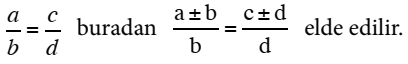 a/b = c/d buradan (a ± b)/b = (c ± d)/d elde edilir.